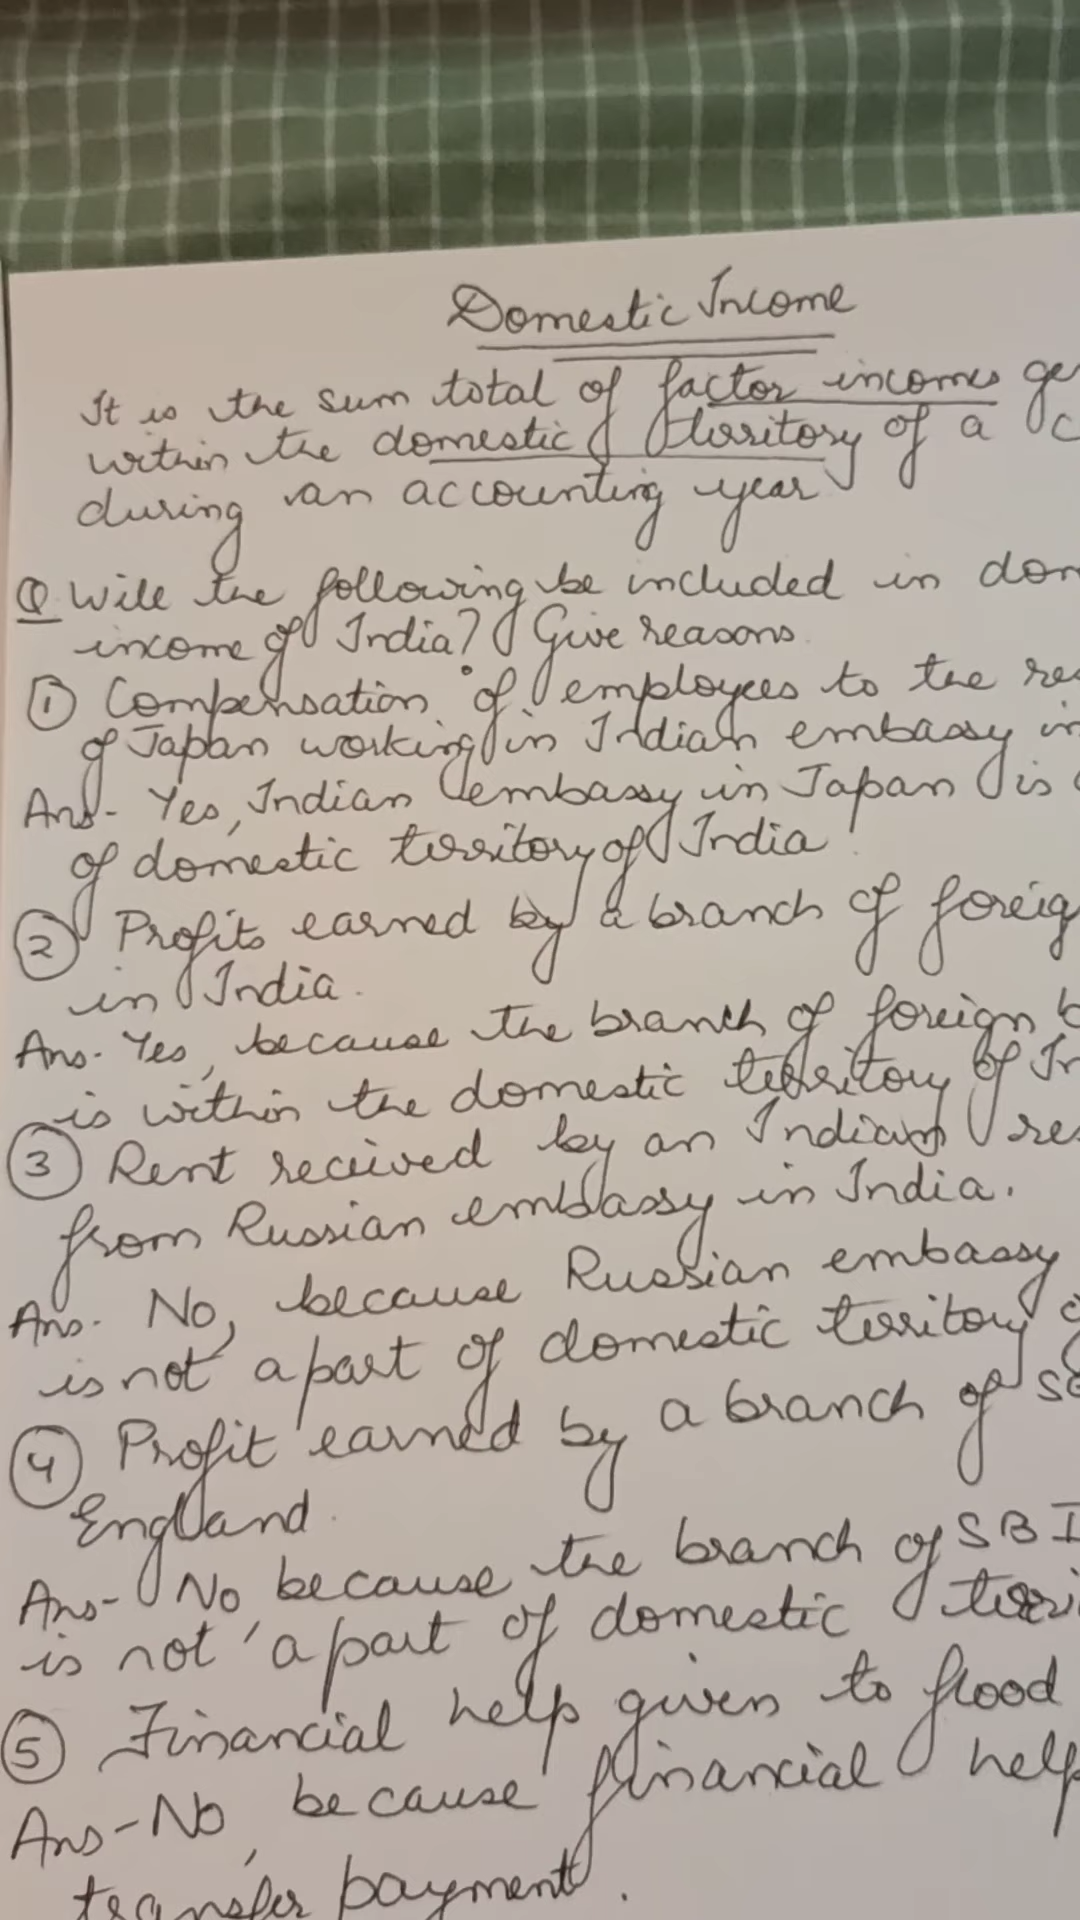 Domestic Income
It is the sum total of factor incomes ge
within the domestic territory of a c
during an accounting year
Q Will the following be included in dom
income of India? Give reasons.
1 Compensation of employees to the res
of Japan working in Indian embassy in
Ans- Yes, Indian embassy in Japan is
of domestic territory of India
2 Profits earned by a branch of foreig
in India.
Ans- Yes, because the branch of foreign b
is within the domestic territory of In
3 Rent received by an Indian res
from Russian embassy in India.
Ans. No, because Russian embassy
is not a part of domestic territory
4 Profit earned by a branch of SB
England.
Ans- No because the branch of SBI
is not a part of domestic terri
5 Financial help given to flood
Ans- No, because financial help
transfer payment.